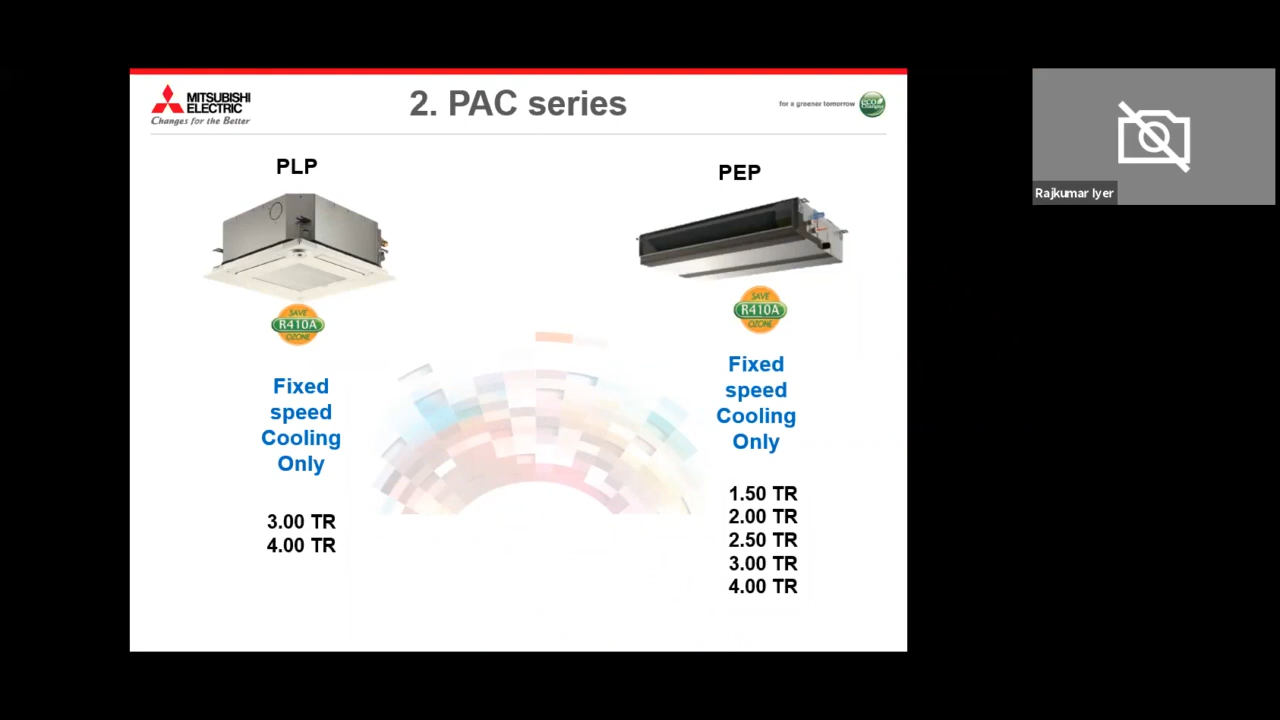 MITSUBISHI
ELECTRIC
Changes for the Better
2. PAC series
for a greener tomorrow
eco
Changes
PLP
SAVE
R410A
OZONE
Fixed
speed
Cooling
Only
3.00 TR
4.00 TR
PEP
SAVE
R410A
OZONE
Fixed
speed
Cooling
Only
1.50 TR
2.00 TR
2.50 TR
3.00 TR
4.00 TR
Rajkumar Iyer